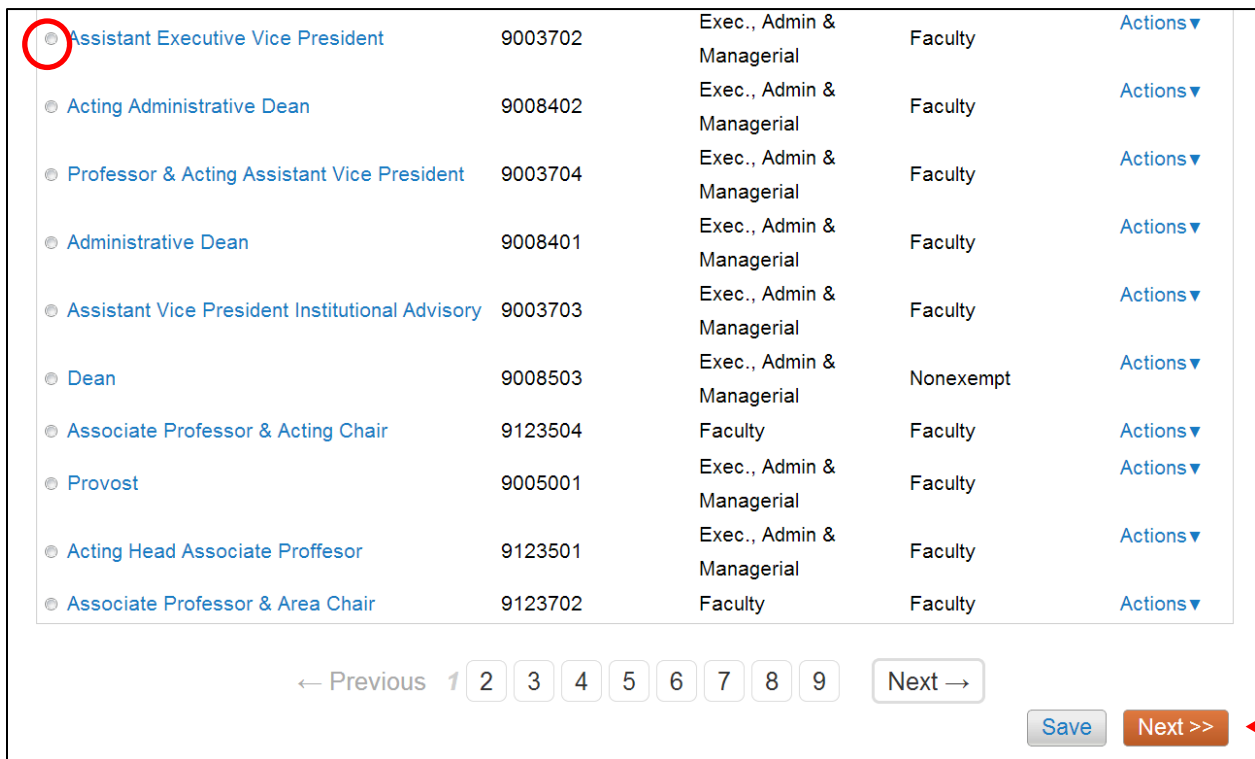 Assistant Executive Vice President 9003702 Exec., Admin & Managerial Faculty Actions▼
Acting Administrative Dean 9008402 Exec., Admin & Managerial Faculty Actions▼
Professor & Acting Assistant Vice President 9003704 Exec., Admin & Managerial Faculty Actions▼
Administrative Dean 9008401 Exec., Admin & Managerial Faculty Actions▼
Assistant Vice President Institutional Advisory 9003703 Exec., Admin & Managerial Faculty Actions▼
Dean 9008503 Exec., Admin & Managerial Nonexempt Actions▼
Associate Professor & Acting Chair 9123504 Faculty Faculty Actions▼
Provost 9005001 Exec., Admin & Managerial Faculty Actions▼
Acting Head Associate Proffesor 9123501 Exec., Admin & Managerial Faculty Actions▼
Associate Professor & Area Chair 9123702 Faculty Faculty Actions▼
← Previous 1 2 3 4 5 6 7 8 9 Next →
Save Next >>